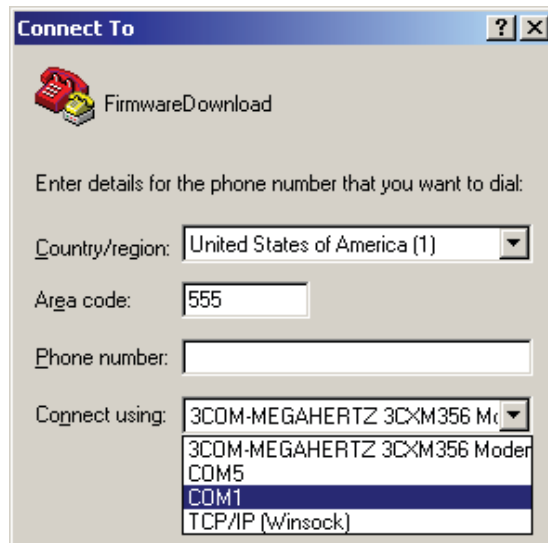 Connect To
FirmwareDownload
Enter details for the phone number that you want to dial:
Country/region: United States of America (1)
Area code: 555
Phone number:
Connect using: 3COM-MEGAHERTZ 3CXM356 Mo
3COM-MEGAHERTZ 3CXM356 Moder
COM5
COM1
TCP/IP (Winsock)